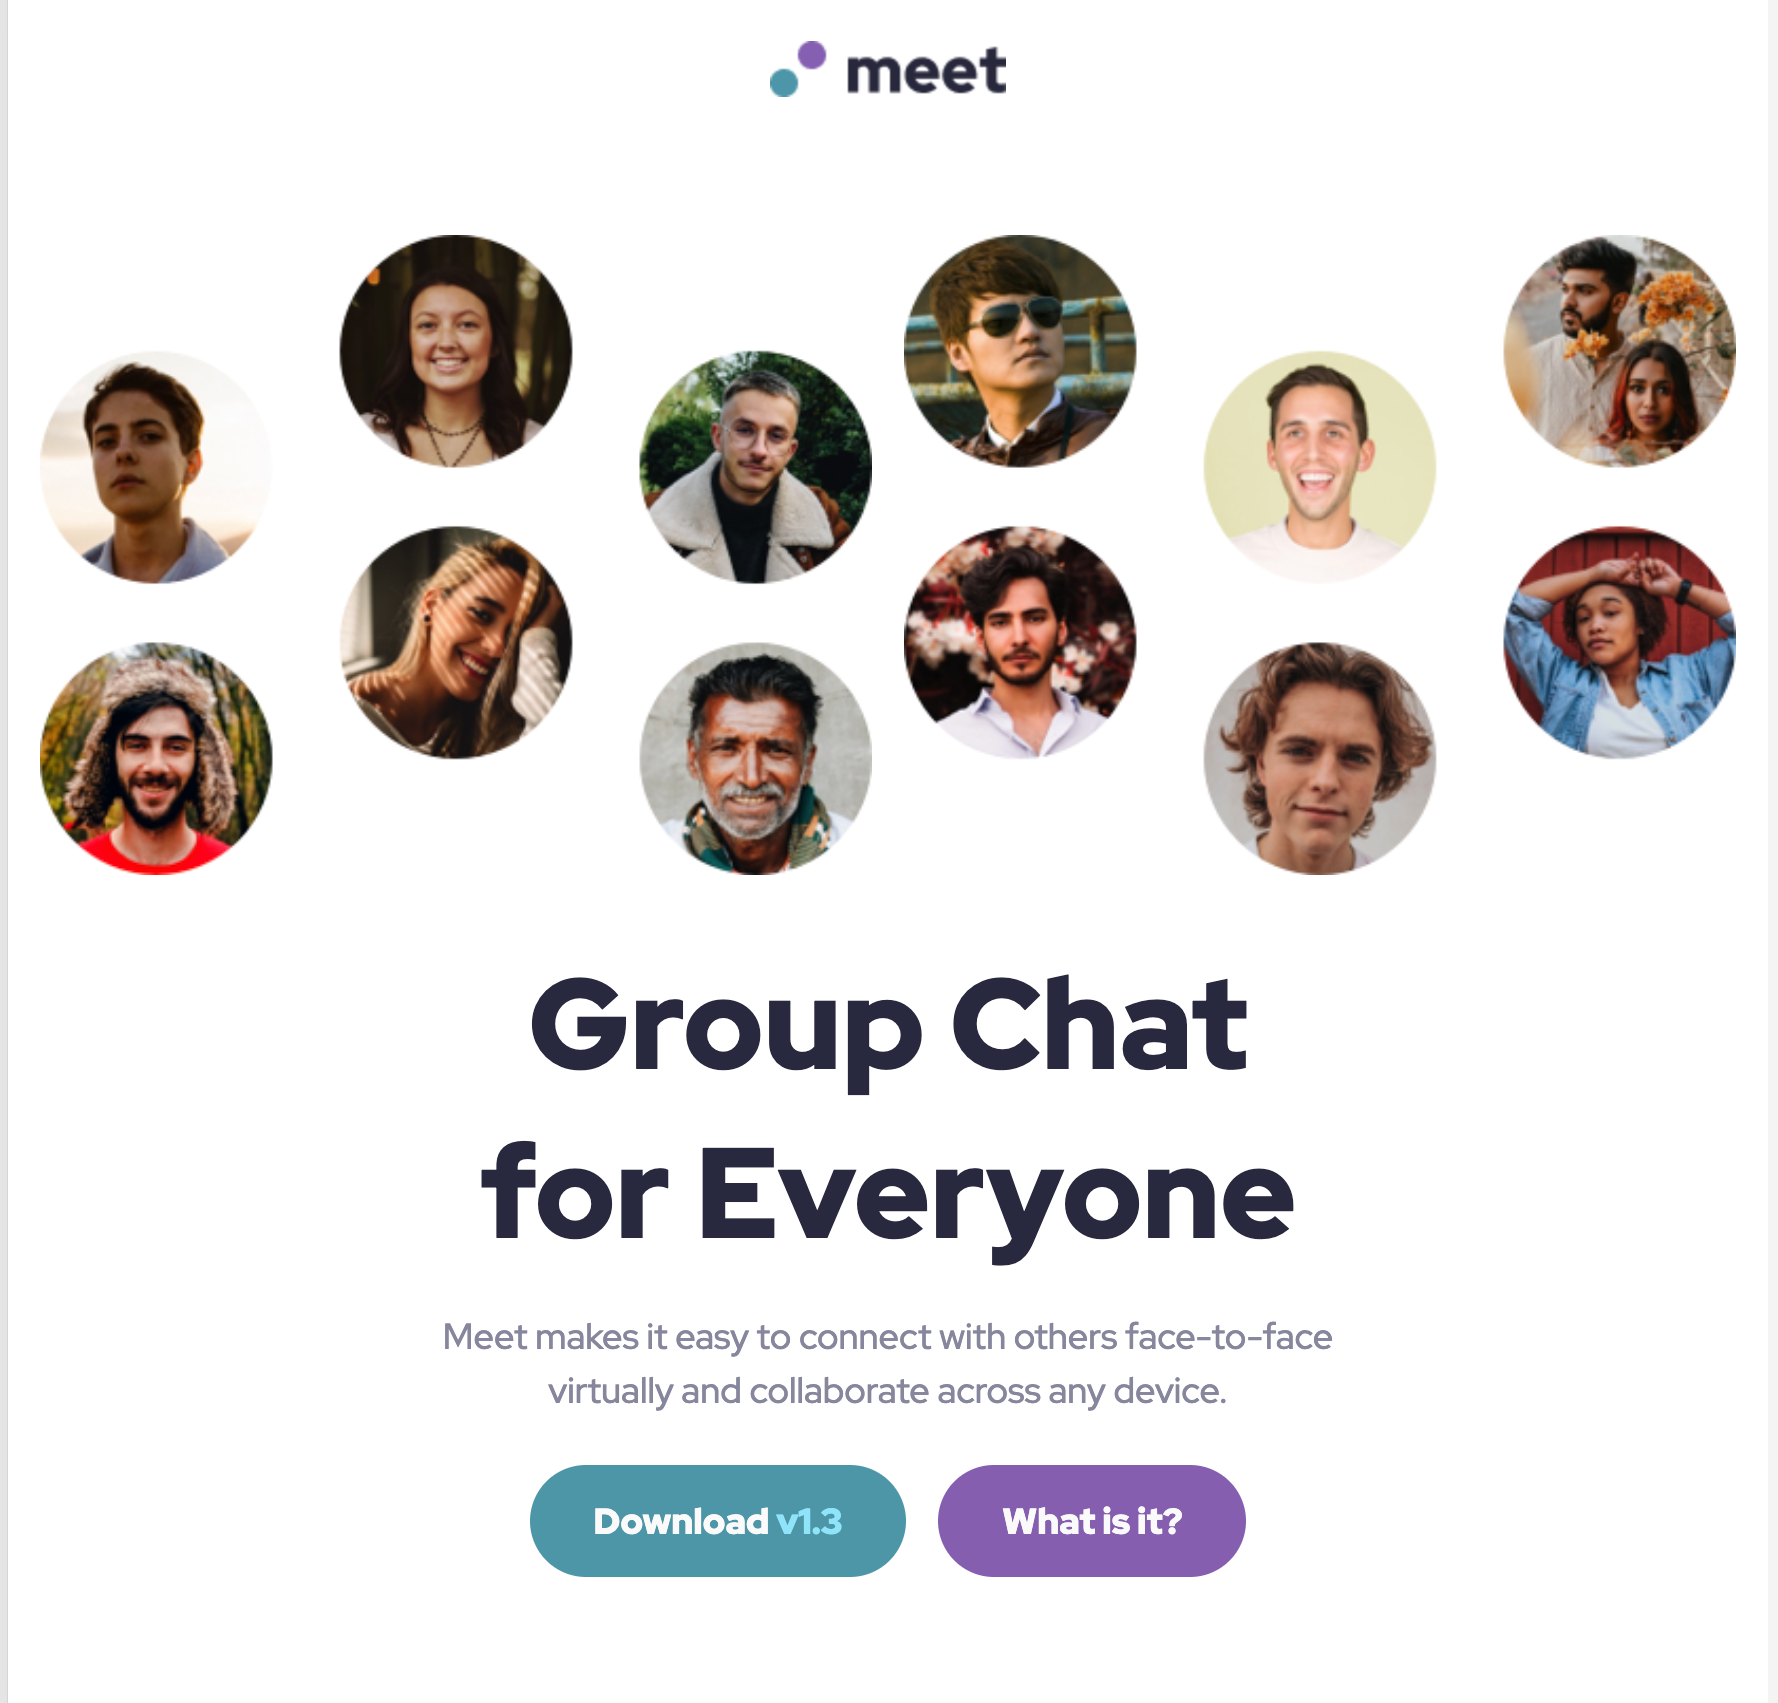 meet
Group Chat
for Everyone
Meet makes it easy to connect with others face-to-face
virtually and collaborate across any device.
Download v1.3
What is it?